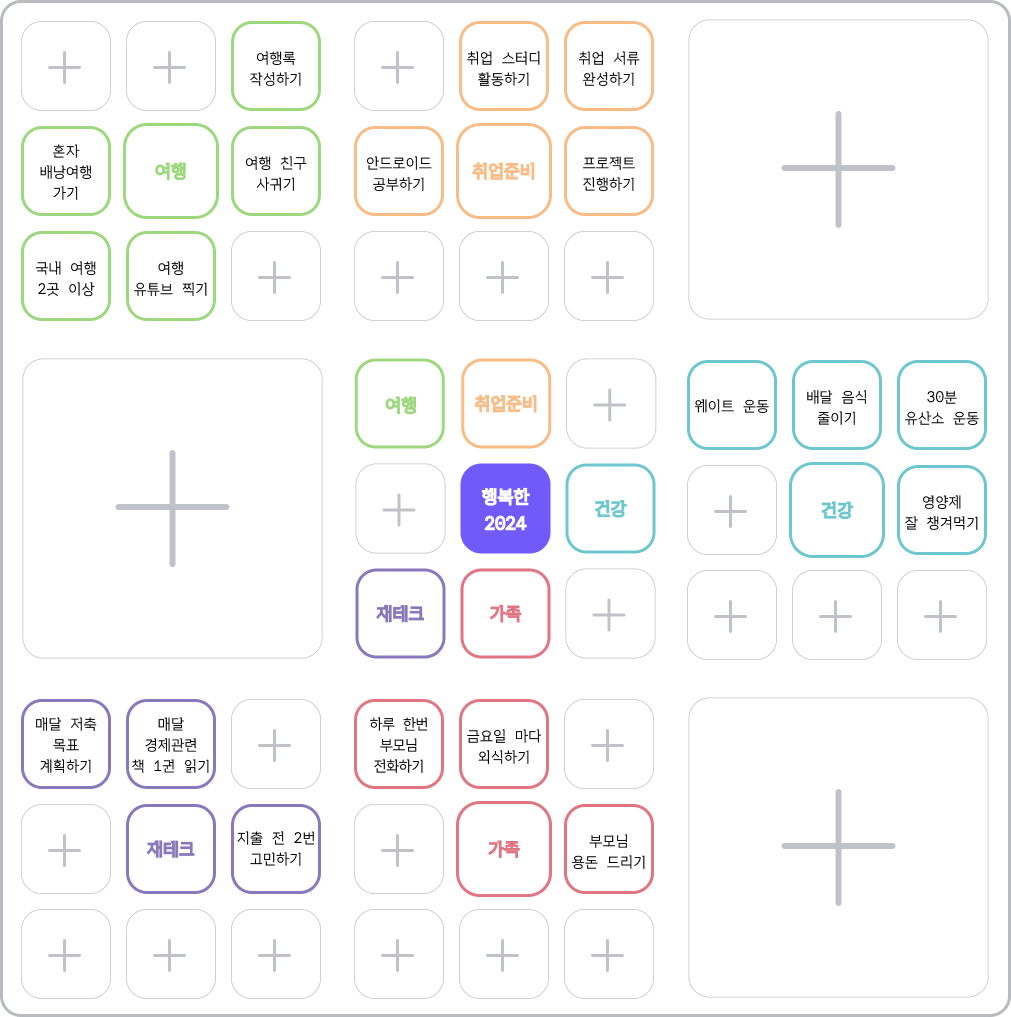 여행록
작성하기
혼자
배낭여행
가기
여행
여행 친구
사귀기
국내 여행
2곳 이상
여행
유튜브 찍기
취업 스터디
활동하기
취업 서류
완성하기
안드로이드
공부하기
취업준비
프로젝트
진행하기
여행
취업준비
행복한
2024
건강
재테크
가족
웨이트 운동
배달 음식
줄이기
30분
유산소 운동
건강
영양제
잘 챙겨먹기
매달 저축
목표
계획하기
매달
경제관련
책 1권 읽기
재테크
지출 전 2번
고민하기
하루 한번
부모님
전화하기
금요일 마다
외식하기
가족
부모님
용돈 드리기